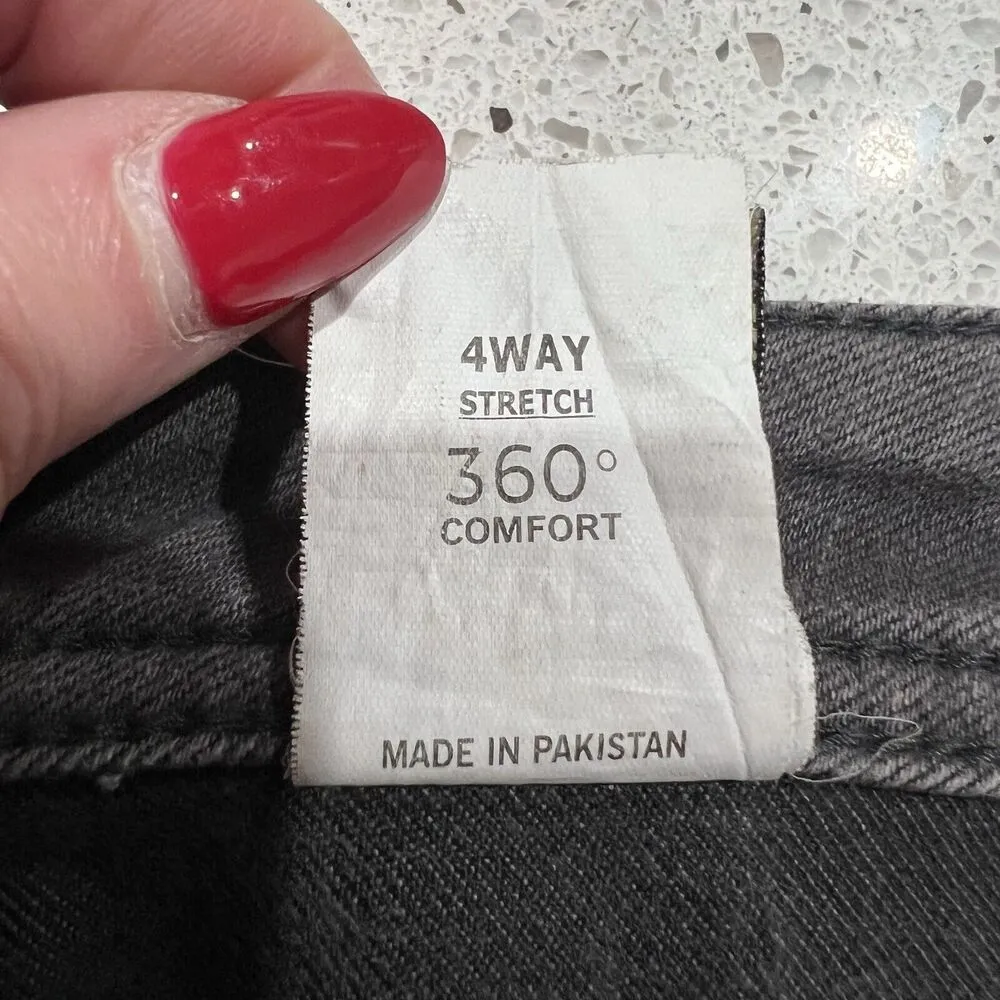 4WAY
STRETCH
360°
COMFORT
MADE IN PAKISTAN